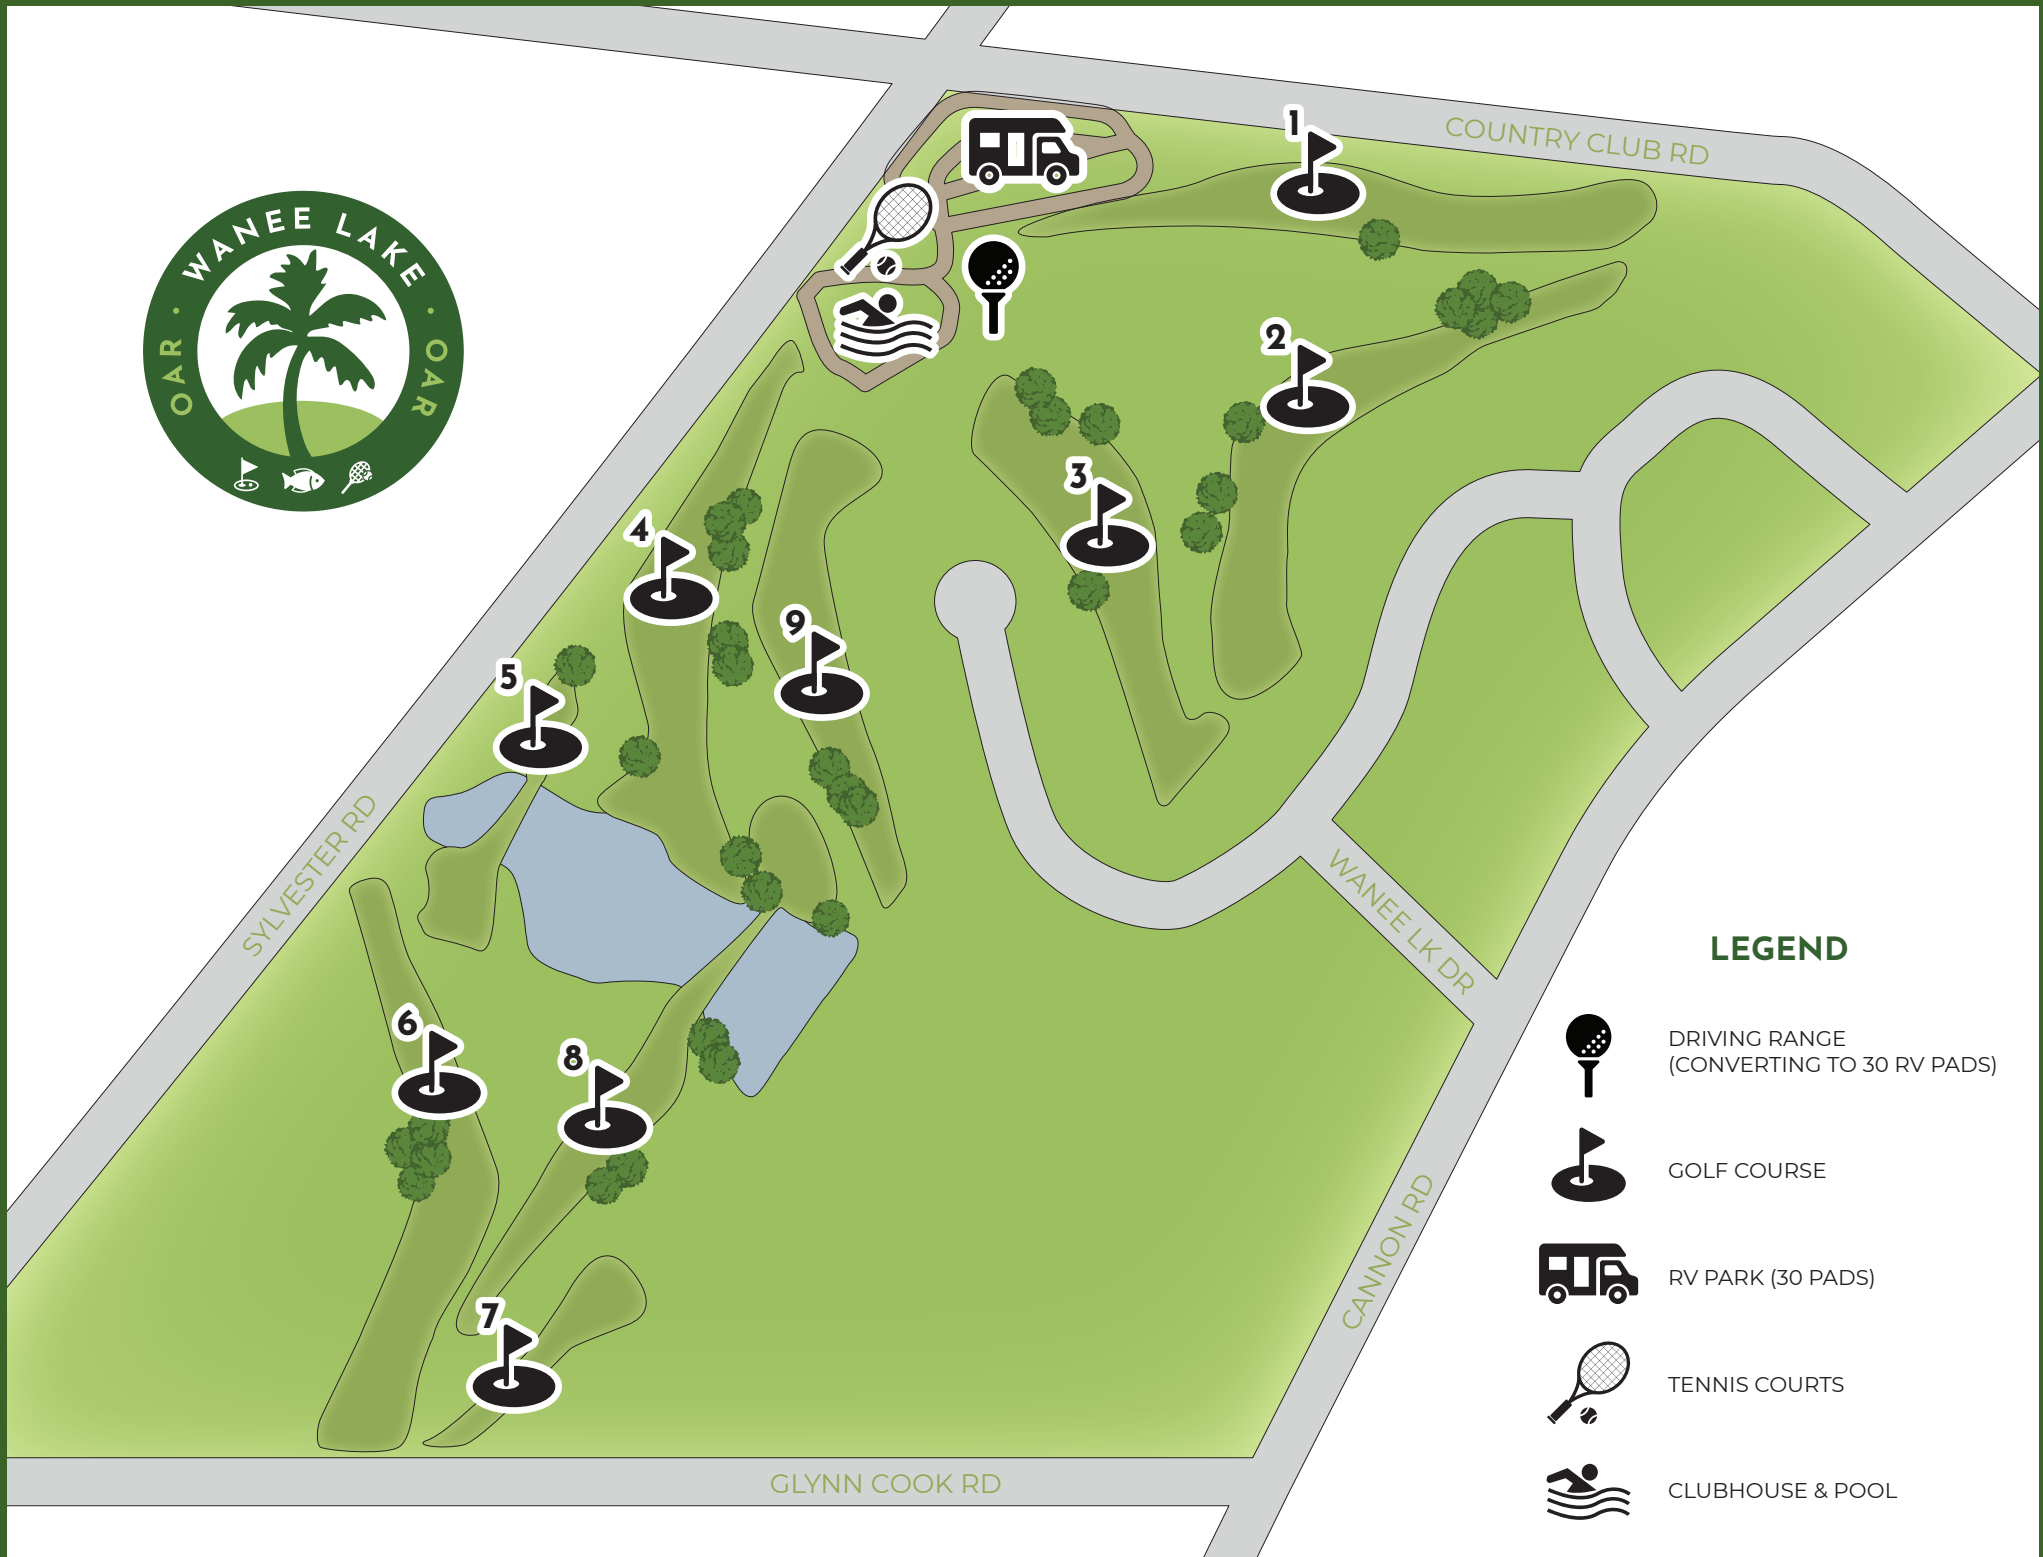 COUNTRY CLUB RD
1
WANEE LAKE
OAR · · OAR
2
3
4
9
5
SYLVESTER RD
WANEE LK DR
6
8
7
CANNON RD
GLYNN COOK RD
LEGEND
DRIVING RANGE
(CONVERTING TO 30 RV PADS)
GOLF COURSE
RV PARK (30 PADS)
TENNIS COURTS
CLUBHOUSE & POOL